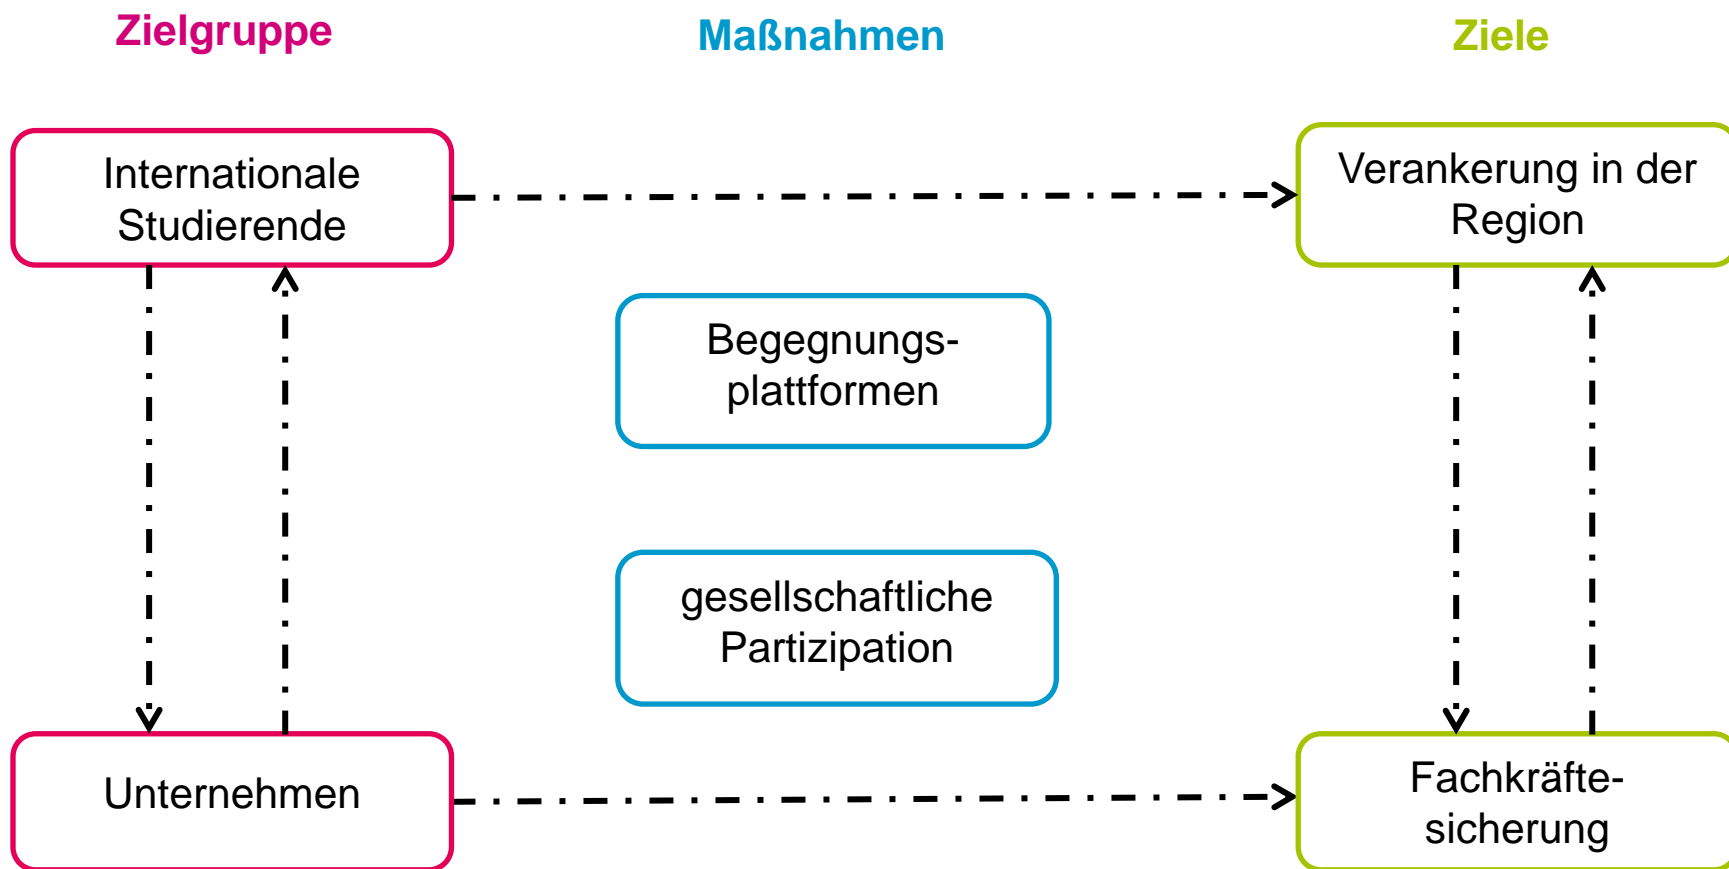 Zielgruppe
Maßnahmen
Ziele
Internationale
Studierende
Verankerung in der
Region
Begegnungs-
plattformen
gesellschaftliche
Partizipation
Unternehmen
Fachkräfte-
sicherung